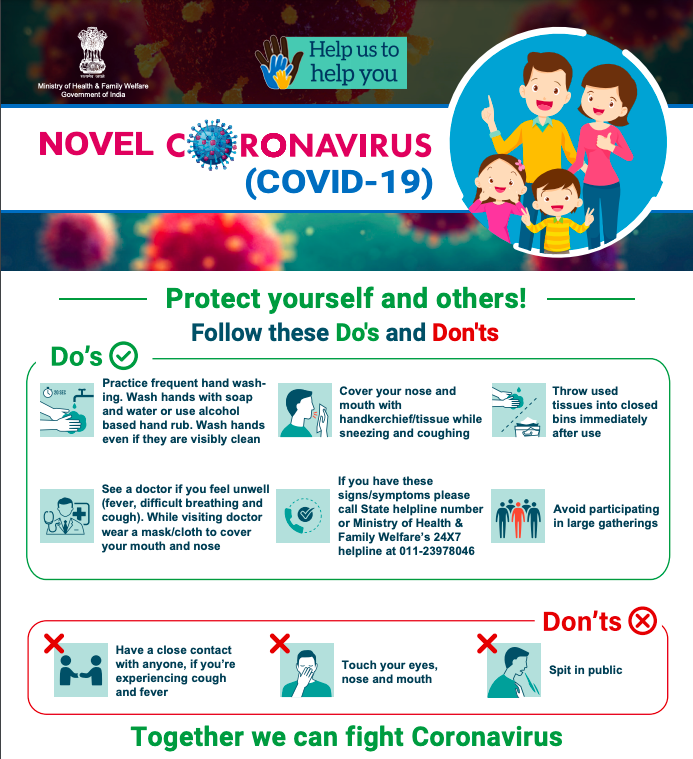 Ministry of Health & Family Welfare
Government of India
Help us to
help you
NOVEL CORONAVIRUS
(COVID-19)
Protect yourself and others!
Follow these Do's and Don'ts
Do's
20 SEC
Practice frequent hand wash-
ing. Wash hands with soap
and water or use alcohol
based hand rub. Wash hands
even if they are visibly clean
Cover your nose and
mouth with
handkerchief/tissue while
sneezing and coughing
Throw used
tissues into closed
bins immediately
after use
See a doctor if you feel unwell
(fever, difficult breathing and
cough). While visiting doctor
wear a mask/cloth to cover
your mouth and nose
If you have these
signs/symptoms please
call State helpline number
or Ministry of Health &
Family Welfare's 24X7
helpline at 011-23978046
Avoid participating
in large gatherings
Don'ts
Have a close contact
with anyone, if you're
experiencing cough
and fever
Touch your eyes,
nose and mouth
Spit in public
Together we can fight Coronavirus